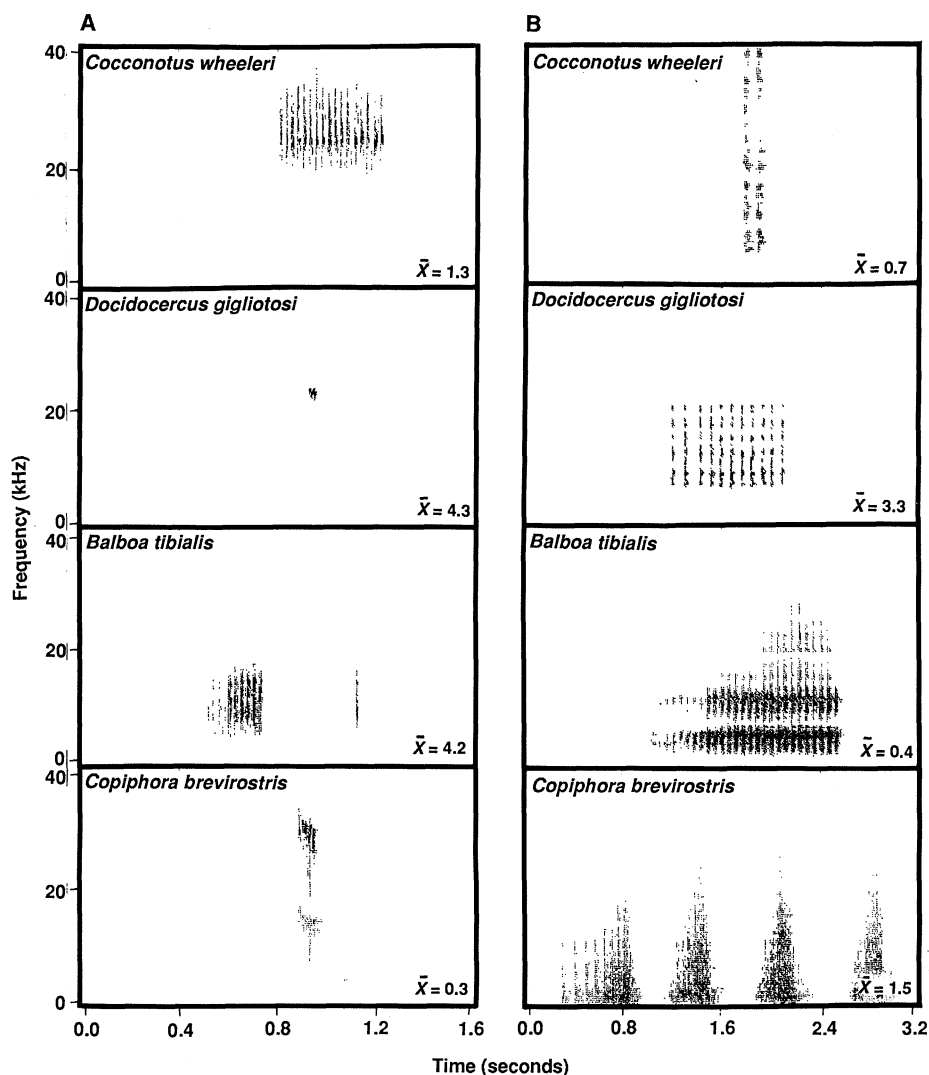 A
B
40
Cocconotus wheeleri
20
0
X̄ = 1.3
Cocconotus wheeleri
X̄ = 0.7
40
Docidocercus gigliotosi
20
0
X̄ = 4.3
Docidocercus gigliotosi
X̄ = 3.3
40
Balboa tibialis
20
0
X̄ = 4.2
Balboa tibialis
X̄ = 0.4
40
Copiphora brevirostris
20
0
X̄ = 0.3
Copiphora brevirostris
X̄ = 1.5
Frequency (kHz)
0.0 0.4 0.8 1.2 1.6
0.0 0.8 1.6 2.4 3.2
Time (seconds)